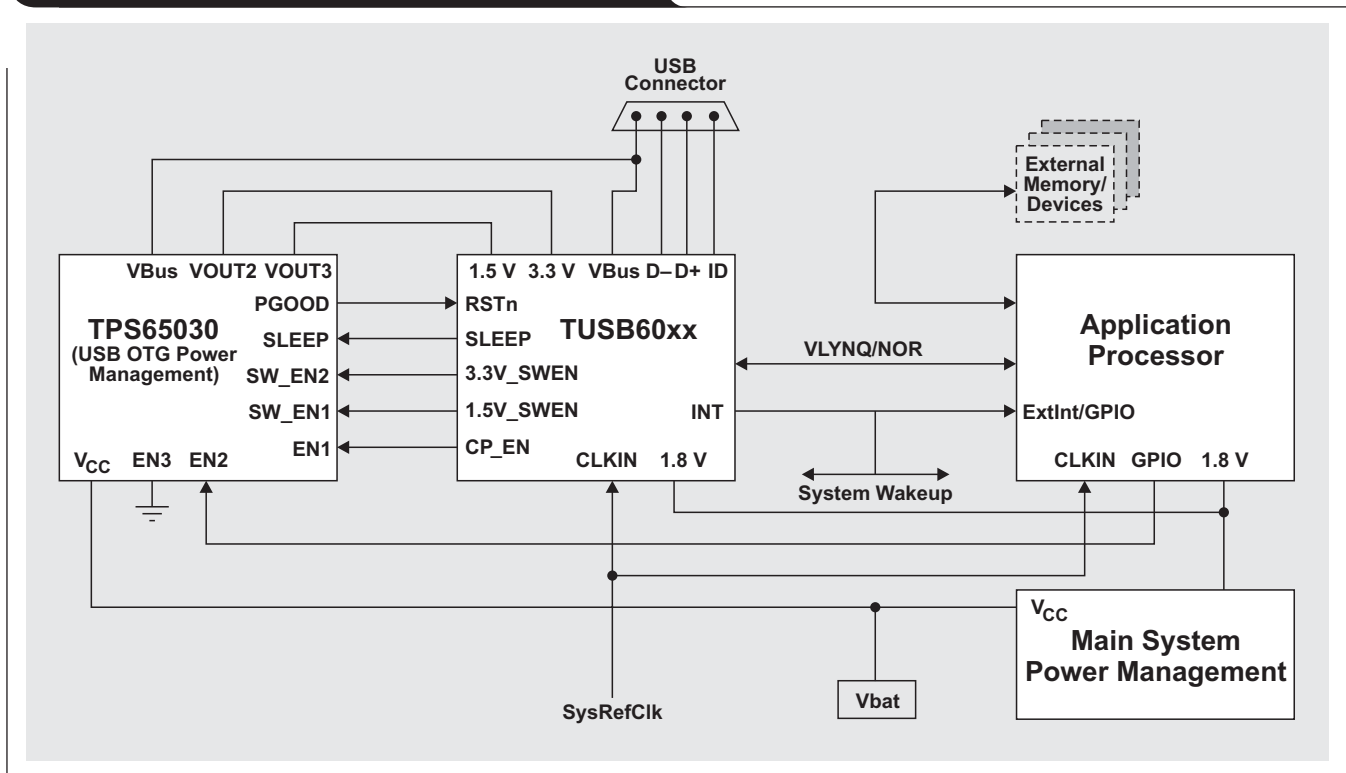 USB
Connector
External
Memory/
Devices
VBus VOUT2 VOUT3
PGOOD
TPS65030
(USB OTG Power
Management)
SLEEP
SW_EN2
SW_EN1
EN1
VCC EN3 EN2
1.5 V 3.3 V VBus D– D+ ID
RSTn
TUSB60xx
SLEEP
3.3V_SWEN
1.5V_SWEN
INT
CP_EN
CLKIN 1.8 V
VLYNQ/NOR
System Wakeup
Application
Processor
ExtInt/GPIO
CLKIN GPIO 1.8 V
VCC
Main System
Power Management
Vbat
SysRefClk